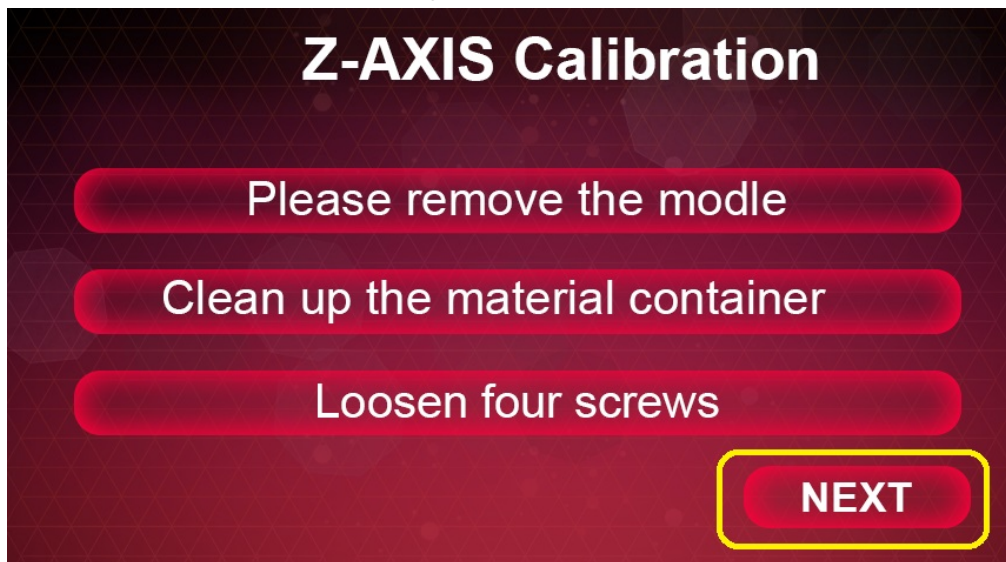 Z-AXIS Calibration
Please remove the modle
Clean up the material container
Loosen four screws
NEXT